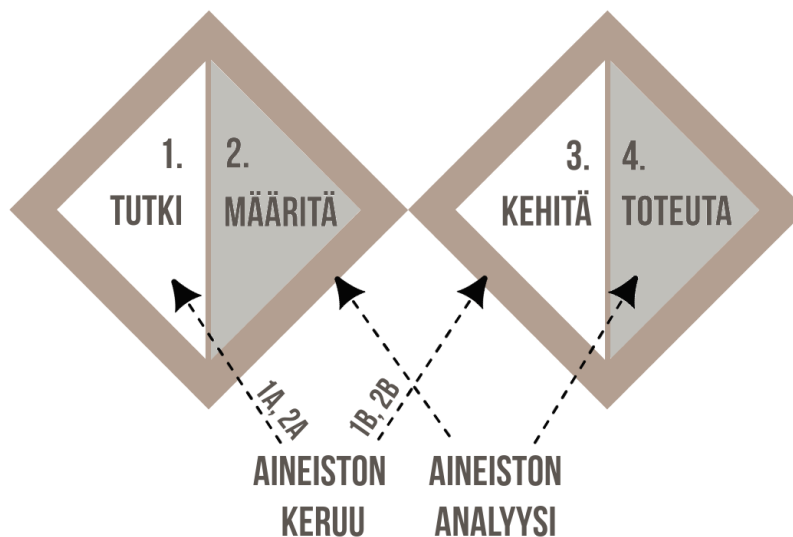 1.
TUTKI
2.
MÄÄRITÄ
3.
KEHITÄ
4.
TOTEUTA
1A, 2A
1B, 2B
AINEISTON
KERUU
AINEISTON
ANALYYSI